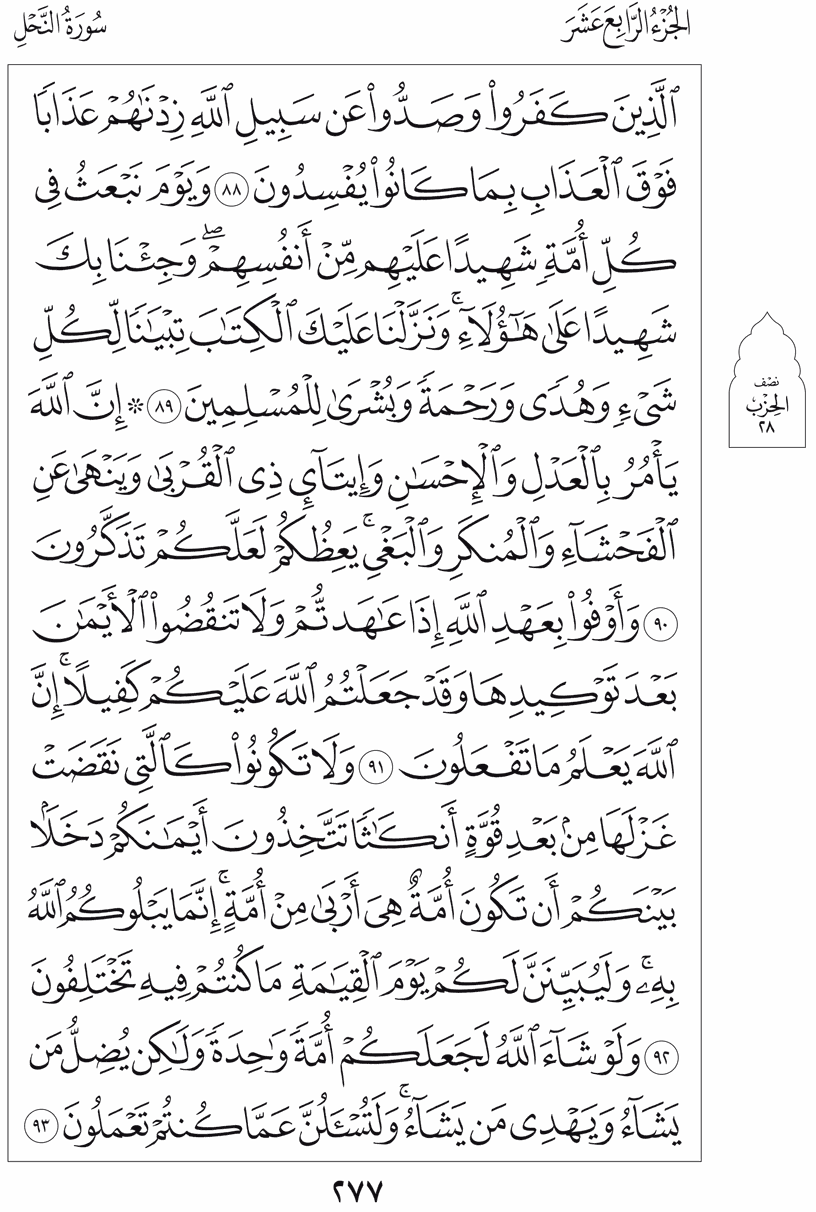 الجُزْءُ الرَّابِعَ عَشَرَ
سُورَةُ النَّحْلِ
ٱلَّذِينَ كَفَرُوا۟ وَصَدُّوا۟ عَن سَبِيلِ ٱللَّهِ زِدْنَٰهُمْ عَذَابًا
فَوْقَ ٱلْعَذَابِ بِمَا كَانُوا۟ يُفْسِدُونَ ٨٨ وَيَوْمَ نَبْعَثُ فِى
كُلِّ أُمَّةٍ شَهِيدًا عَلَيْهِم مِّنْ أَنفُسِهِمْ ۖ وَجِئْنَا بِكَ
شَهِيدًا عَلَىٰ هَٰٓؤُلَآءِ ۚ وَنَزَّلْنَا عَلَيْكَ ٱلْكِتَٰبَ تِبْيَٰنًا لِّكُلِّ
شَىْءٍ وَهُدًى وَرَحْمَةً وَبُشْرَىٰ لِلْمُسْلِمِينَ ٨٩ ۞ إِنَّ ٱللَّهَ
يَأْمُرُ بِٱلْعَدْلِ وَٱلْإِحْسَٰنِ وَإِيتَآئِ ذِى ٱلْقُرْبَىٰ وَيَنْهَىٰ عَنِ
ٱلْفَحْشَآءِ وَٱلْمُنكَرِ وَٱلْبَغْىِ ۚ يَعِظُكُمْ لَعَلَّكُمْ تَذَكَّرُونَ
٩٠ وَأَوْفُوا۟ بِعَهْدِ ٱللَّهِ إِذَا عَٰهَدتُّمْ وَلَا تَنقُضُوا۟ ٱلْأَيْمَٰنَ
بَعْدَ تَوْكِيدِهَا وَقَدْ جَعَلْتُمُ ٱللَّهَ عَلَيْكُمْ كَفِيلًا ۚ إِنَّ
ٱللَّهَ يَعْلَمُ مَا تَفْعَلُونَ ٩١ وَلَا تَكُونُوا۟ كَٱلَّتِى نَقَضَتْ
غَزْلَهَا مِنۢ بَعْدِ قُوَّةٍ أَنكَٰثًا تَتَّخِذُونَ أَيْمَٰنَكُمْ دَخَلًۢا
بَيْنَكُمْ أَن تَكُونَ أُمَّةٌ هِىَ أَرْبَىٰ مِنْ أُمَّةٍ ۚ إِنَّمَا يَبْلُوكُمُ ٱللَّهُ
بِهِۦ ۚ وَلَيُبَيِّنَنَّ لَكُمْ يَوْمَ ٱلْقِيَٰمَةِ مَا كُنتُمْ فِيهِ تَخْتَلِفُونَ
٩٢ وَلَوْ شَآءَ ٱللَّهُ لَجَعَلَكُمْ أُمَّةً وَٰحِدَةً وَلَٰكِن يُضِلُّ مَن
يَشَآءُ وَيَهْدِى مَن يَشَآءُ ۚ وَلَتُسْـَٔلُنَّ عَمَّا كُنتُمْ تَعْمَلُونَ ٩٣
نِصْف
الحِزْب
٢٨
٢٧٧